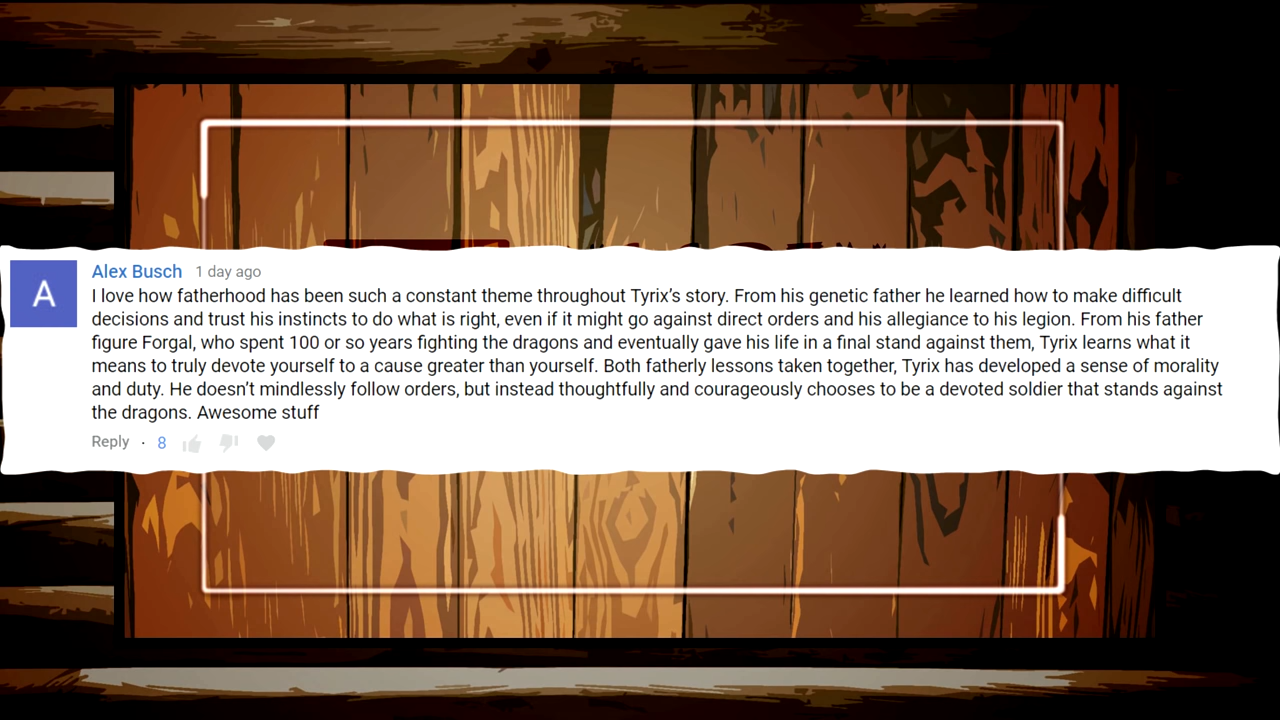 A
Alex Busch 1 day ago
I love how fatherhood has been such a constant theme throughout Tyrix’s story. From his genetic father he learned how to make difficult
decisions and trust his instincts to do what is right, even if it might go against direct orders and his allegiance to his legion. From his father
figure Forgal, who spent 100 or so years fighting the dragons and eventually gave his life in a final stand against them, Tyrix learns what it
means to truly devote yourself to a cause greater than yourself. Both fatherly lessons taken together, Tyrix has developed a sense of morality
and duty. He doesn’t mindlessly follow orders, but instead thoughtfully and courageously chooses to be a devoted soldier that stands against
the dragons. Awesome stuff
Reply · 8